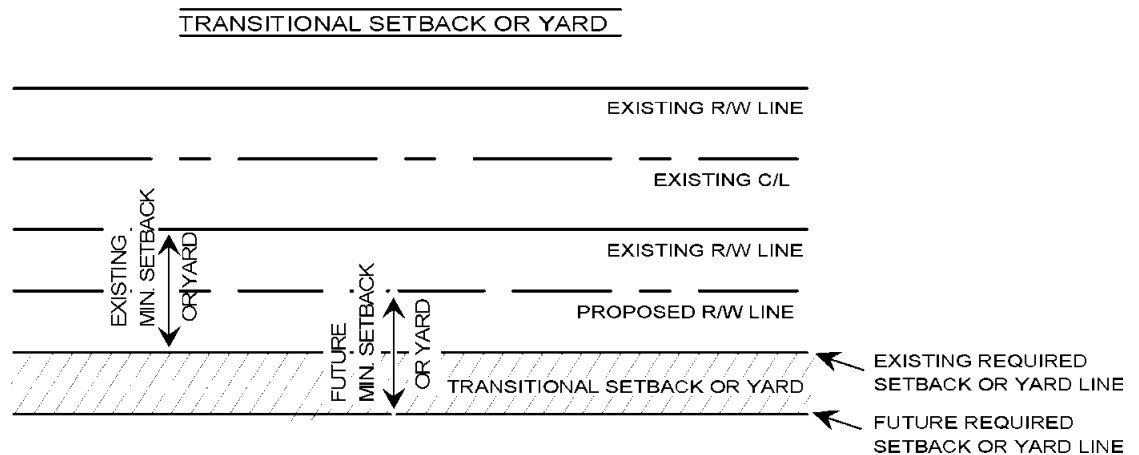 TRANSITIONAL SETBACK OR YARD
EXISTING R/W LINE
EXISTING C/L
EXISTING R/W LINE
EXISTING
MIN. SETBACK
OR YARD
PROPOSED R/W LINE
FUTURE
MIN. SETBACK
OR YARD
TRANSITIONAL SETBACK OR YARD
EXISTING REQUIRED
SETBACK OR YARD LINE
FUTURE REQUIRED
SETBACK OR YARD LINE